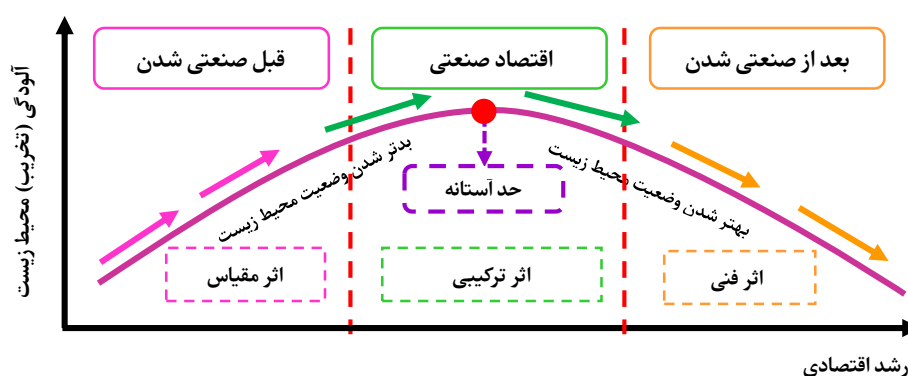 قبل صنعتی شدن
اقتصاد صنعتی
بعد از صنعتی شدن
آلودگی (تخریب) محیط زیست
بدتر شدن وضعیت محیط زیست
حد آستانه
بهتر شدن وضعیت محیط زیست
اثر مقیاس
اثر ترکیبی
اثر فنی
رشد اقتصادی